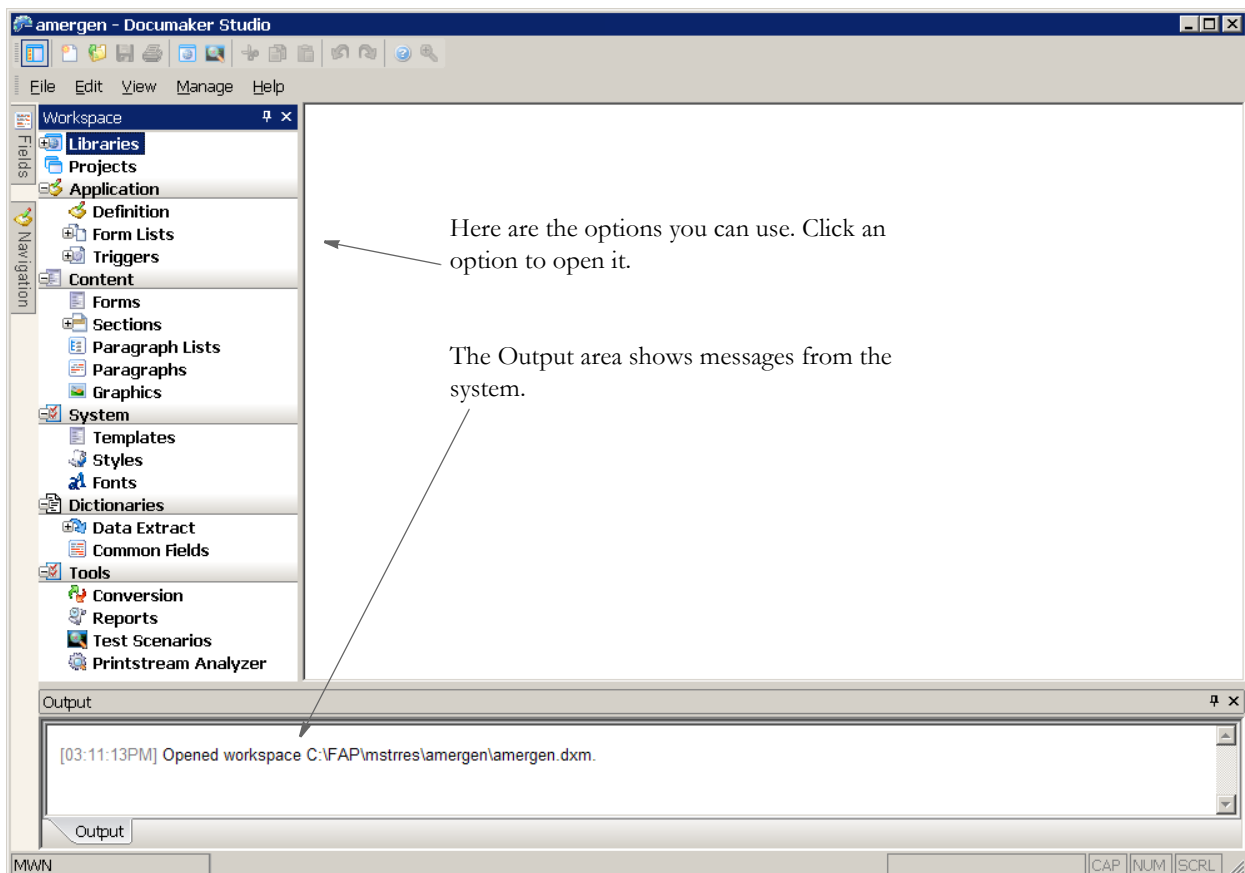 amergen - Documaker Studio
File Edit View Manage Help
Fields
Navigation
Workspace
Libraries
Projects
Application
Definition
Form Lists
Triggers
Content
Forms
Sections
Paragraph Lists
Paragraphs
Graphics
System
Templates
Styles
Fonts
Dictionaries
Data Extract
Common Fields
Tools
Conversion
Reports
Test Scenarios
Printstream Analyzer
Here are the options you can use. Click an
option to open it.
The Output area shows messages from the
system.
Output
[03:11:13PM] Opened workspace C:\FAP\mstrres\amergen\amergen.dxm.
Output
MWN
CAP NUM SCRL